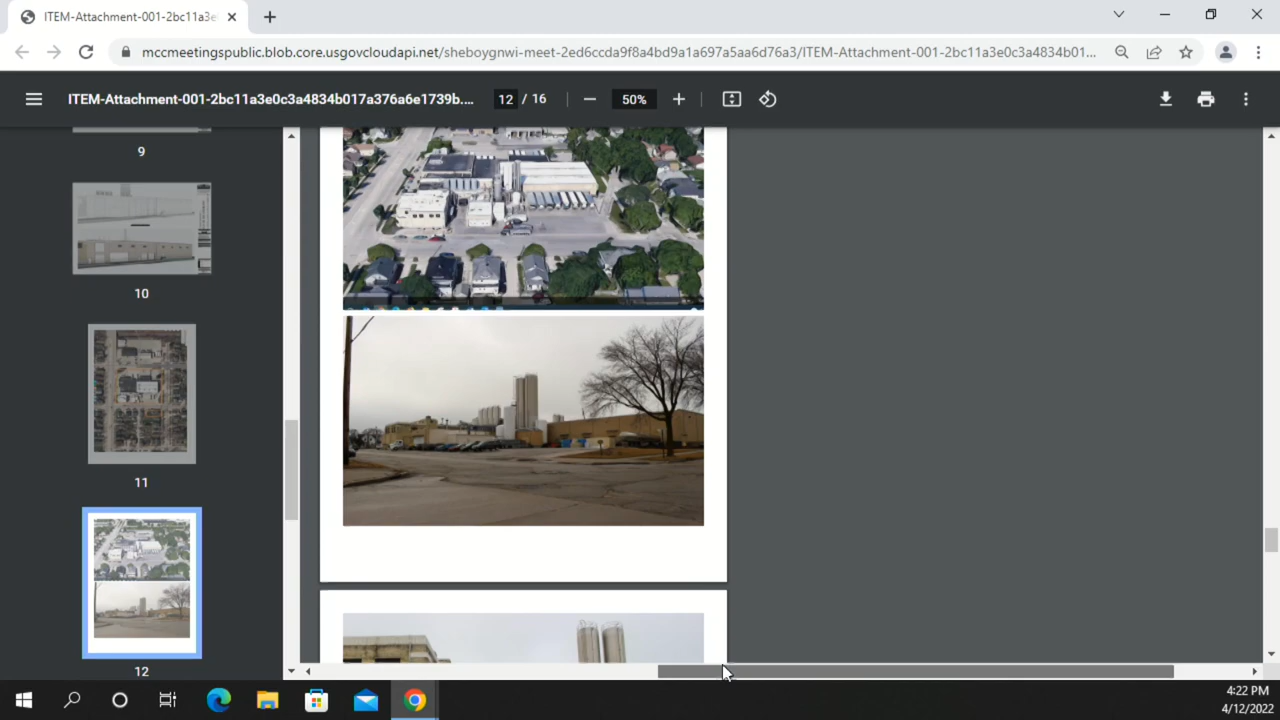 ITEM-Attachment-001-2bc11a3e
mccmeetingspublic.blob.core.usgovcloudapi.net/sheboygnwi-meet-2ed6ccda9f8a4bd9a1a697a5aa6d76a3/ITEM-Attachment-001-2bc11a3e0c3a4834b01...
ITEM-Attachment-001-2bc11a3e0c3a4834b017a376a6e1739b.... 12 / 16 50%
9
10
11
12
4:22 PM
4/12/2022